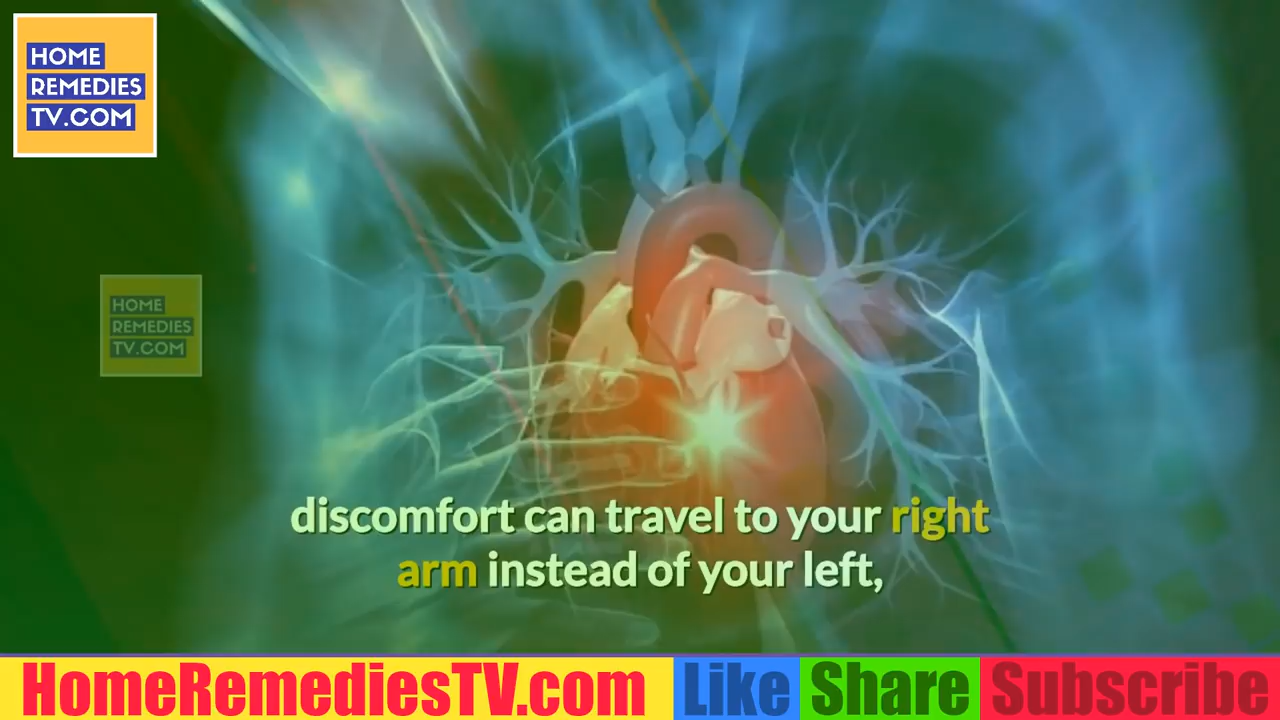 HOME
REMEDIES
TV.COM
HOME
REMEDIES
TV.COM
discomfort can travel to your right
arm instead of your left,
HomeRemediesTV.com Like Share Subscribe